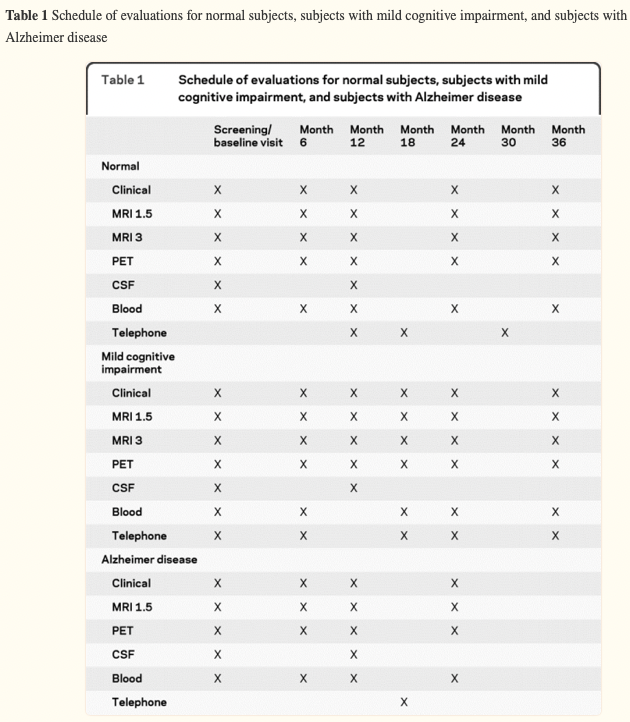 Table 1 Schedule of evaluations for normal subjects, subjects with mild cognitive impairment, and subjects with
Alzheimer disease
Table 1 Schedule of evaluations for normal subjects, subjects with mild
cognitive impairment, and subjects with Alzheimer disease
Screening/ Month Month Month Month Month Month
baseline visit 6 12 18 24 30 36
Normal
Clinical X X X X X
MRI 1.5 X X X X X
MRI 3 X X X X X
PET X X X X X
CSF X X
Blood X X X X X
Telephone X X X
Mild cognitive
impairment
Clinical X X X X X X
MRI 1.5 X X X X X X
MRI 3 X X X X X X
PET X X X X X X
CSF X X
Blood X X X X X
Telephone X X X X X
Alzheimer disease
Clinical X X X X
MRI 1.5 X X X X
PET X X X X
CSF X X
Blood X X X X
Telephone X